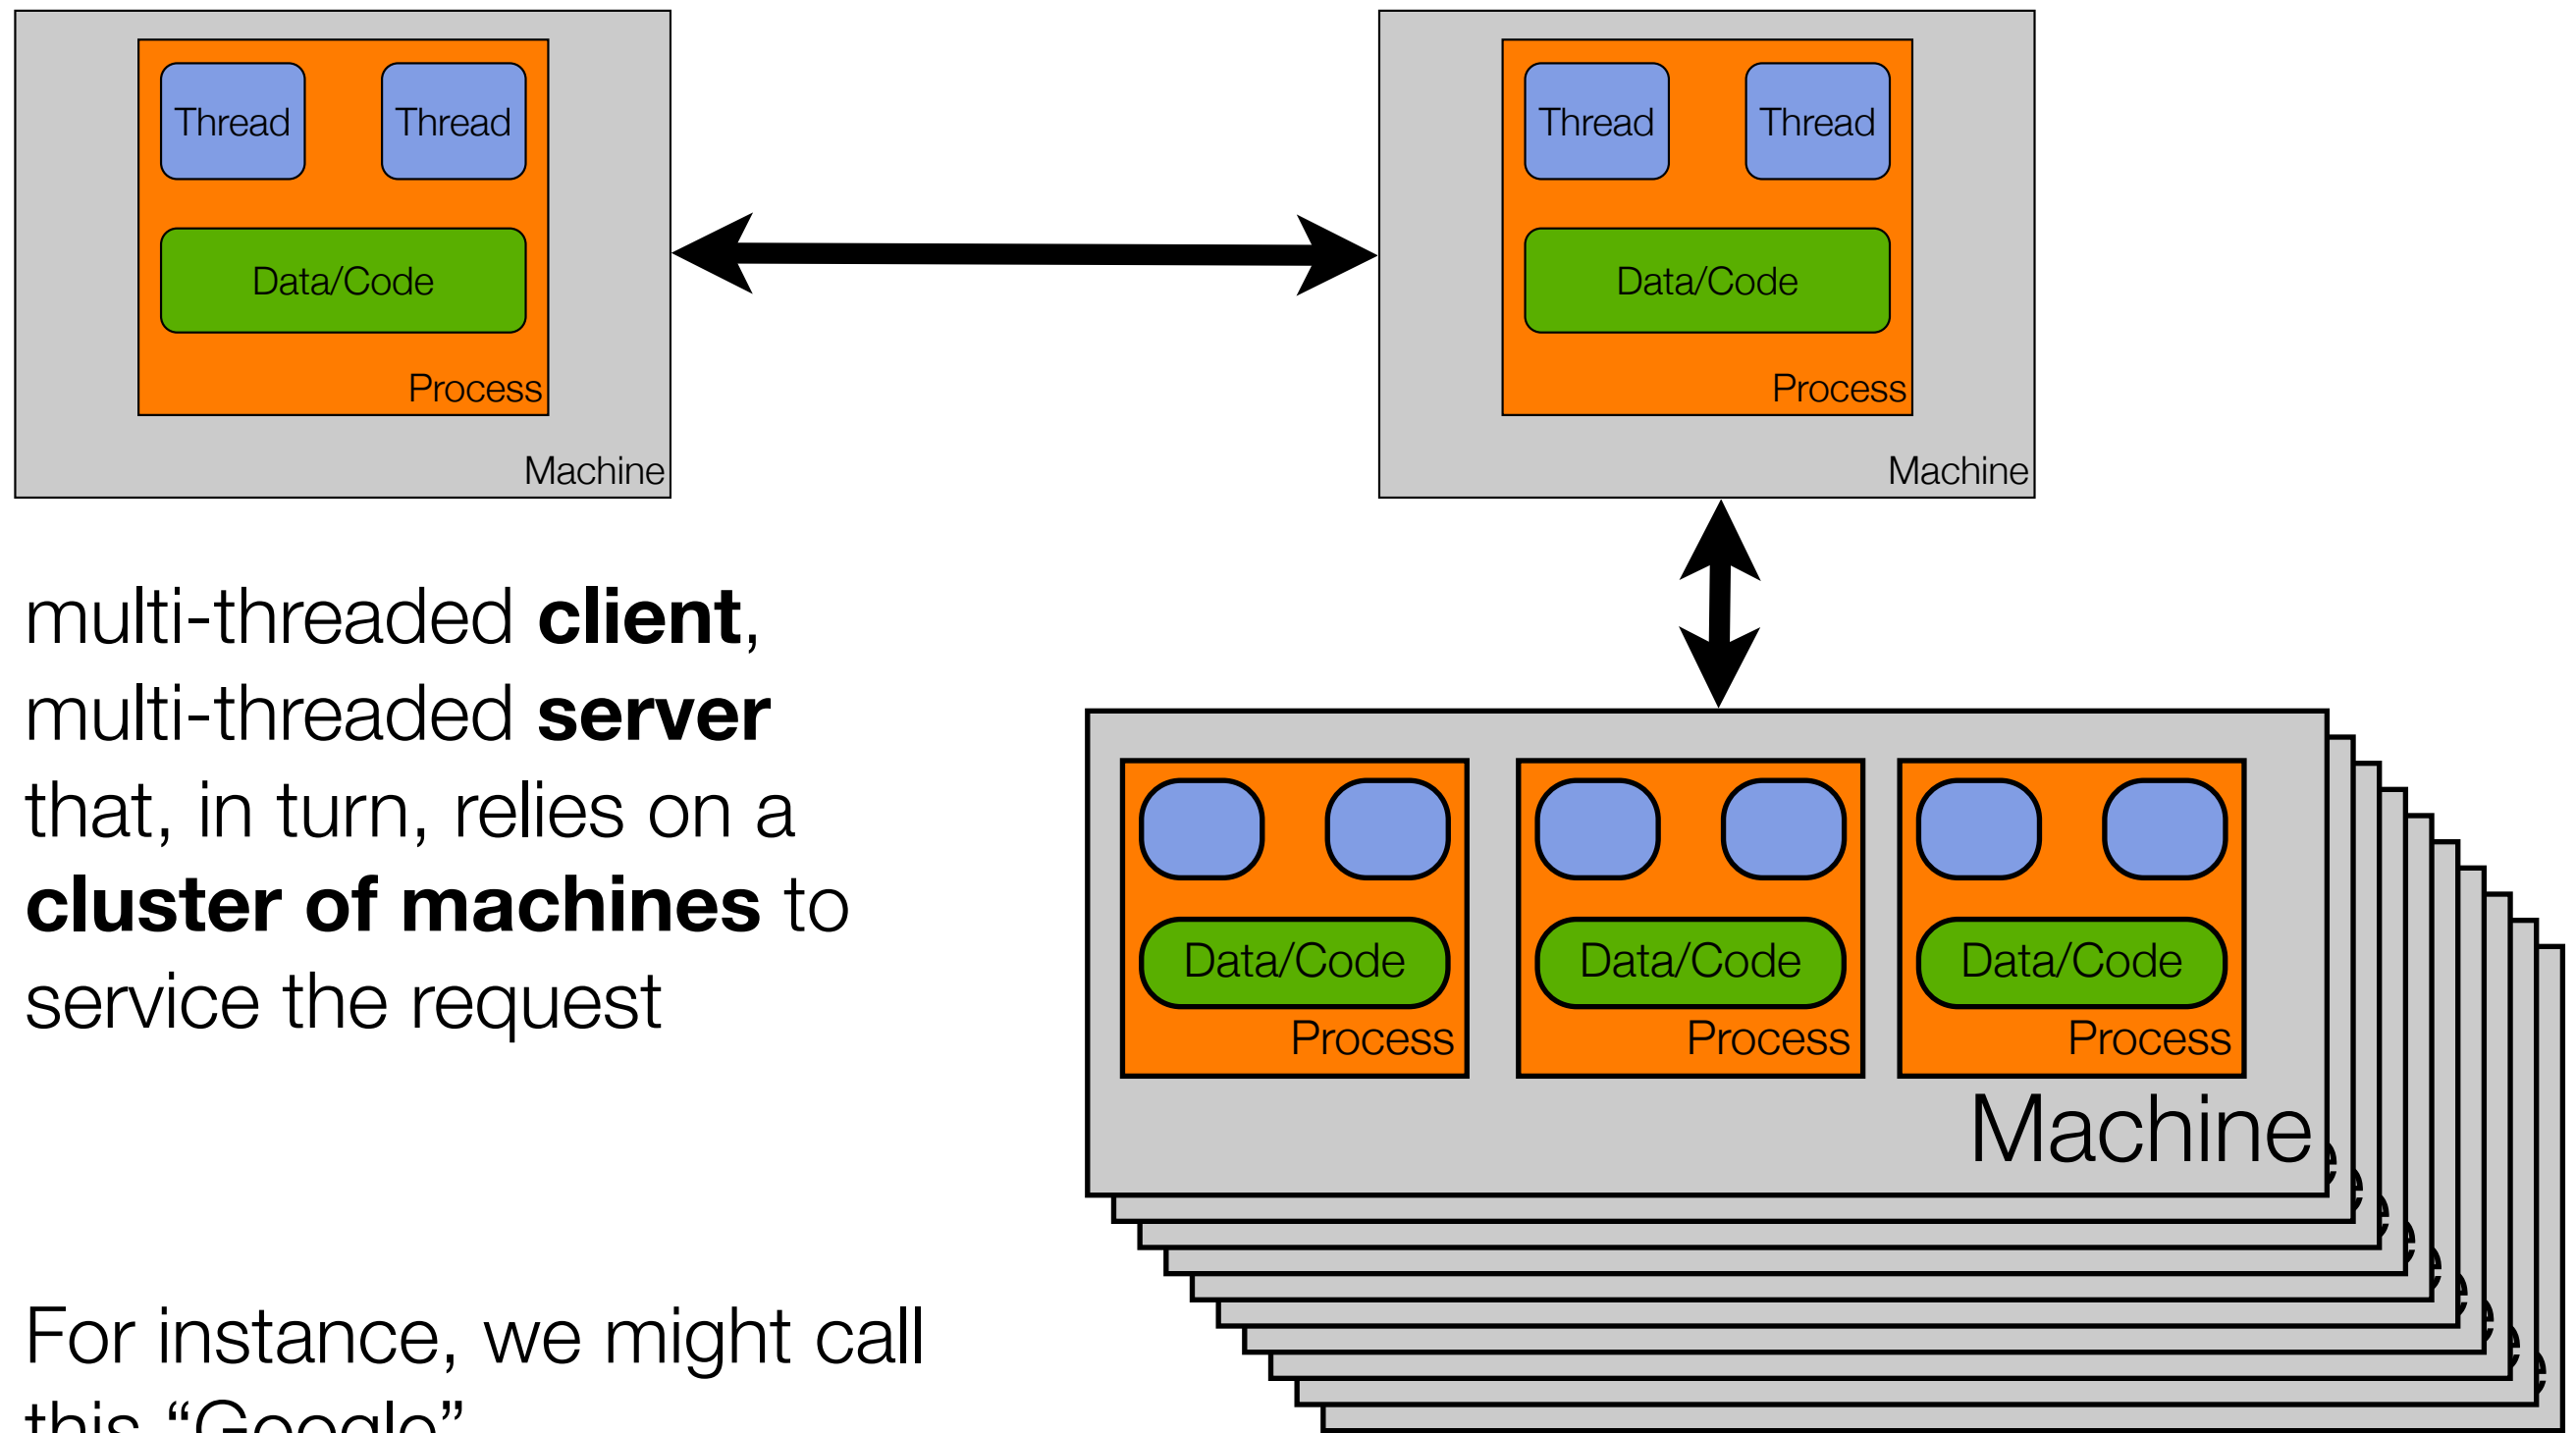 Thread
Thread
Data/Code
Process
Machine
Thread
Thread
Data/Code
Process
Machine
multi-threaded client,
multi-threaded server
that, in turn, relies on a
cluster of machines to
service the request
For instance, we might call
this “Google”
Data/Code
Process
Data/Code
Process
Data/Code
Process
Machine
e
e
e
e
e
e
e
e
e